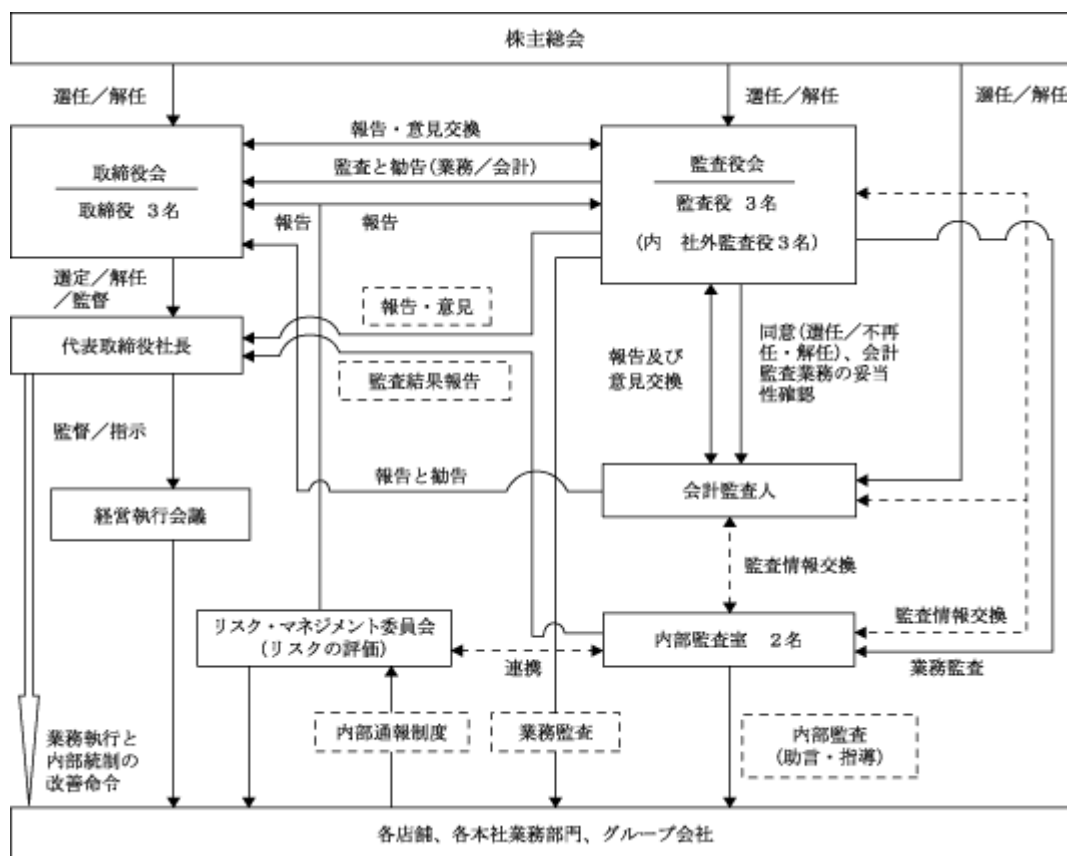 株主総会
選任／解任
選任／解任
選任／解任
取締役会
取締役 3名
報告・意見交換
監査と勧告(業務／会計)
報告
報告
監査役会
監査役 3名
(内 社外監査役3名)
選定／解任
／監督
報告・意見
代表取締役社長
監査結果報告
報告及び
意見交換
同意(選任／不再
任・解任)、会計
監査業務の妥当
性確認
監督／指示
報告と勧告
会計監査人
経営執行会議
監査情報交換
リスク・マネジメント委員会
(リスクの評価)
連携
内部監査室 2名
監査情報交換
業務監査
業務執行と
内部統制の
改善命令
内部通報制度
業務監査
内部監査
(助言・指導)
各店舗、各本社業務部門、グループ会社